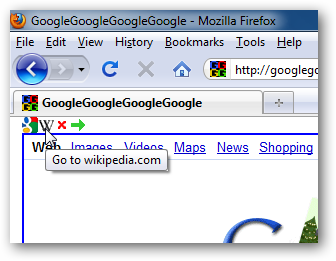 GoogleGoogleGoogleGoogle - Mozilla Firefox
File Edit View History Bookmarks Tools Help
http://googlego
GoogleGoogleGoogleGoogle
W
Go to wikipedia.com
Web Images Videos Maps News Shopping